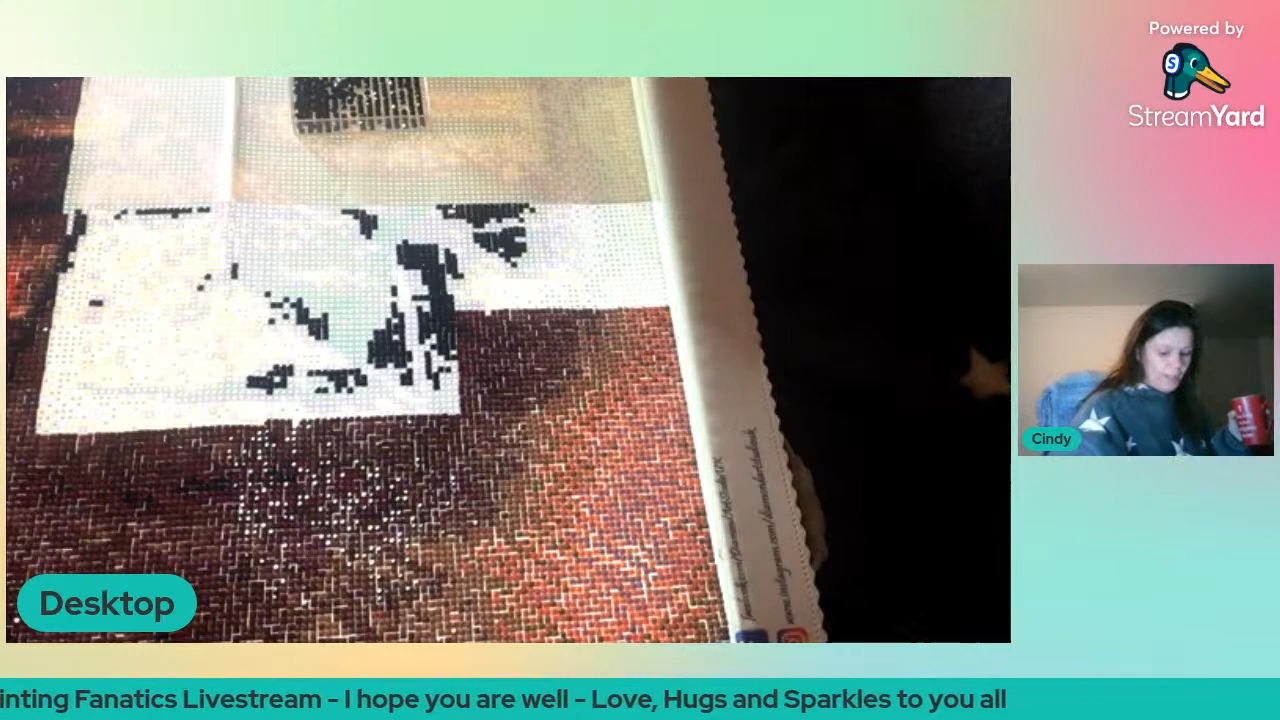 Powered by
StreamYard
Cindy
Desktop
inting Fanatics Livestream - I hope you are well - Love, Hugs and Sparkles to you all